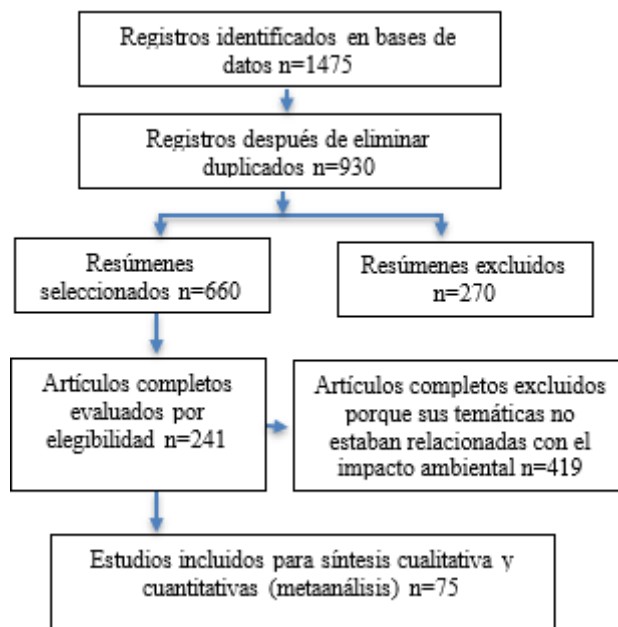 Registros identificados en bases de
datos n=1475
Registros después de eliminar
duplicados n=930
Resúmenes
seleccionados n=660
Resúmenes excluidos
n=270
Artículos completos
evaluados por
elegibilidad n=241
Artículos completos excluidos
porque sus temáticas no
estaban relacionadas con el
impacto ambiental n=419
Estudios incluidos para síntesis cualitativa y
cuantitativas (metaanálisis) n=75